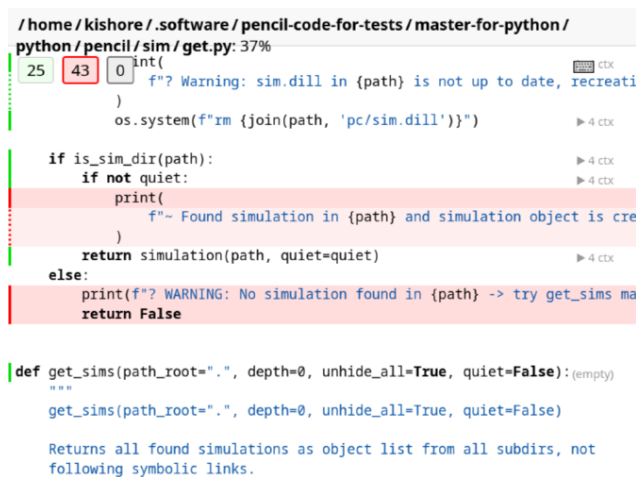 / home / kishore / .software / pencil-code-for-tests / master-for-python /
python / pencil / sim / get.py: 37%
25 43 0
int( ctx
f"? Warning: sim.dill in {path} is not up to date, recreati
)
os.system(f"rm {join(path, 'pc/sim.dill')}") ▶ 4 ctx
if is_sim_dir(path): ▶ 4 ctx
if not quiet: ▶ 4 ctx
print(
f"~ Found simulation in {path} and simulation object is cre
)
return simulation(path, quiet=quiet) ▶ 4 ctx
else:
print(f"? WARNING: No simulation found in {path} -> try get_sims ma
return False
def get_sims(path_root=".", depth=0, unhide_all=True, quiet=False): (empty)
"""
get_sims(path_root=".", depth=0, unhide_all=True, quiet=False)
Returns all found simulations as object list from all subdirs, not
following symbolic links.